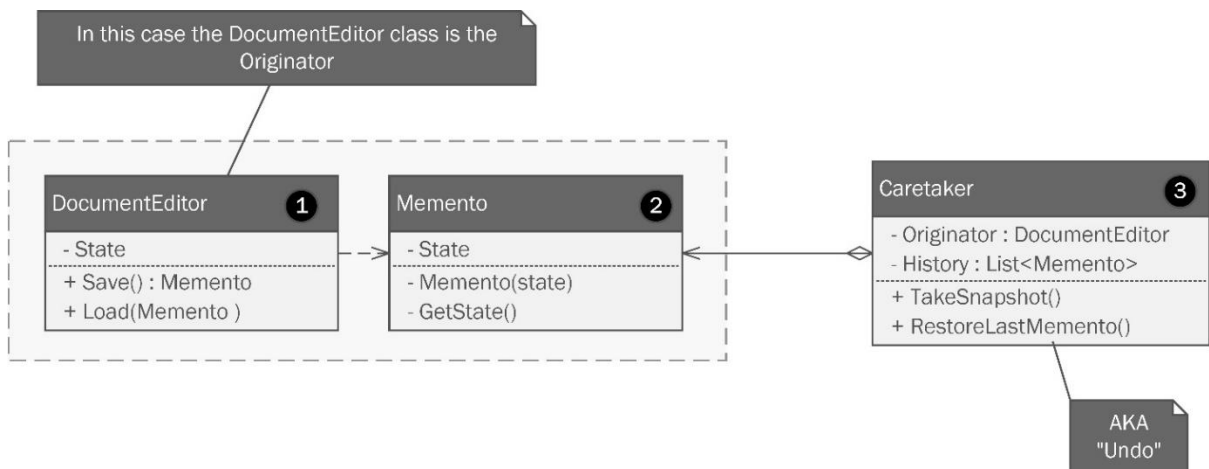 In this case the DocumentEditor class is the
Originator
DocumentEditor
1
- State
+ Save() : Memento
+ Load(Memento )
Memento
2
- State
- Memento(state)
- GetState()
Caretaker
3
- Originator : DocumentEditor
- History : List<Memento>
+ TakeSnapshot()
+ RestoreLastMemento()
AKA
"Undo"